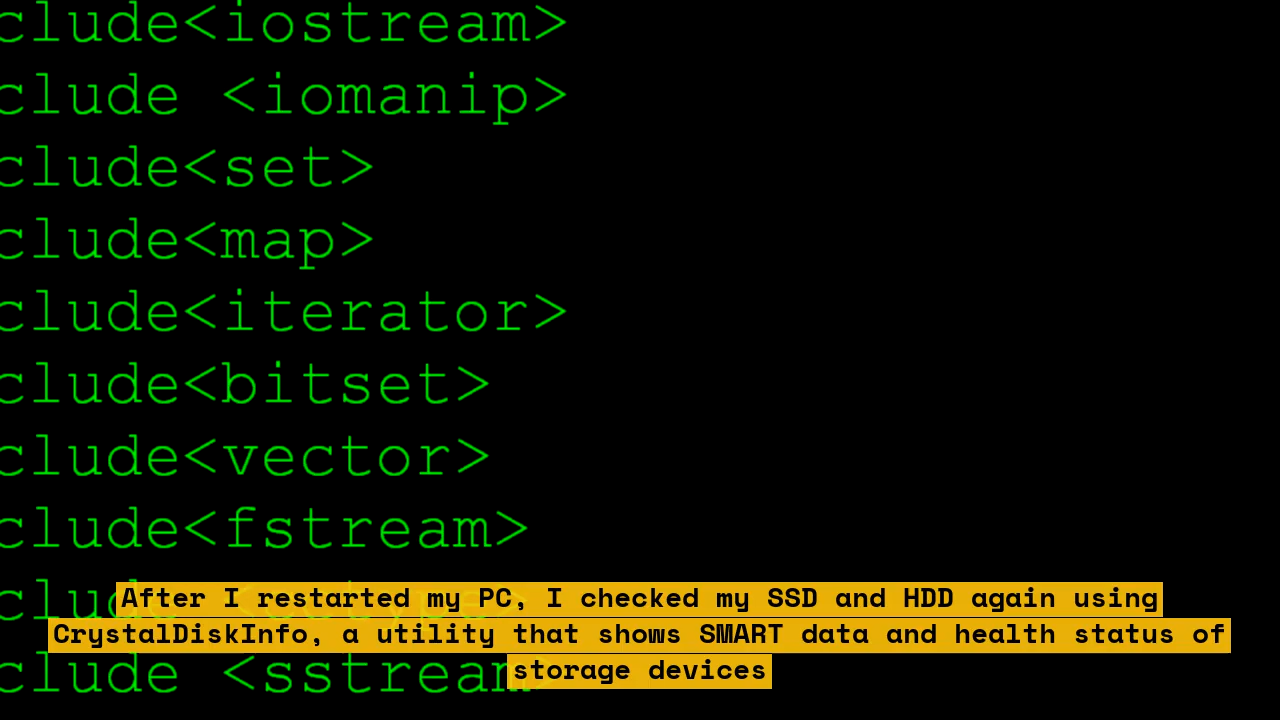 clude<iostream>
clude <iomanip>
clude<set>
clude<map>
clude<iterator>
clude<bitset>
clude<vector>
clude<fstream>
After I restarted my PC, I checked my SSD and HDD again using
CrystalDiskInfo, a utility that shows SMART data and health status of
clude <sstream>
storage devices